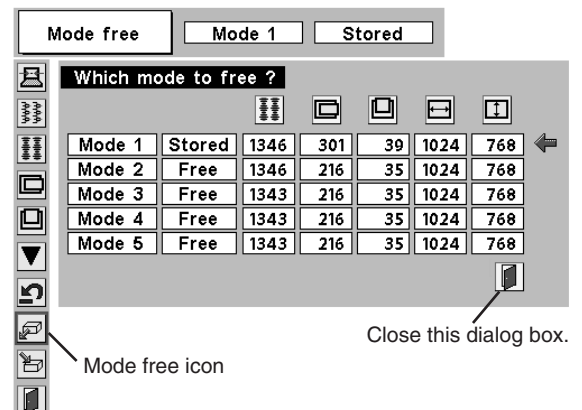 Mode free Mode 1 Stored
Which mode to free ?
Mode 1 Stored 1346 301 39 1024 768
Mode 2 Free 1346 216 35 1024 768
Mode 3 Free 1343 216 35 1024 768
Mode 4 Free 1343 216 35 1024 768
Mode 5 Free 1343 216 35 1024 768
Close this dialog box.
Mode free icon